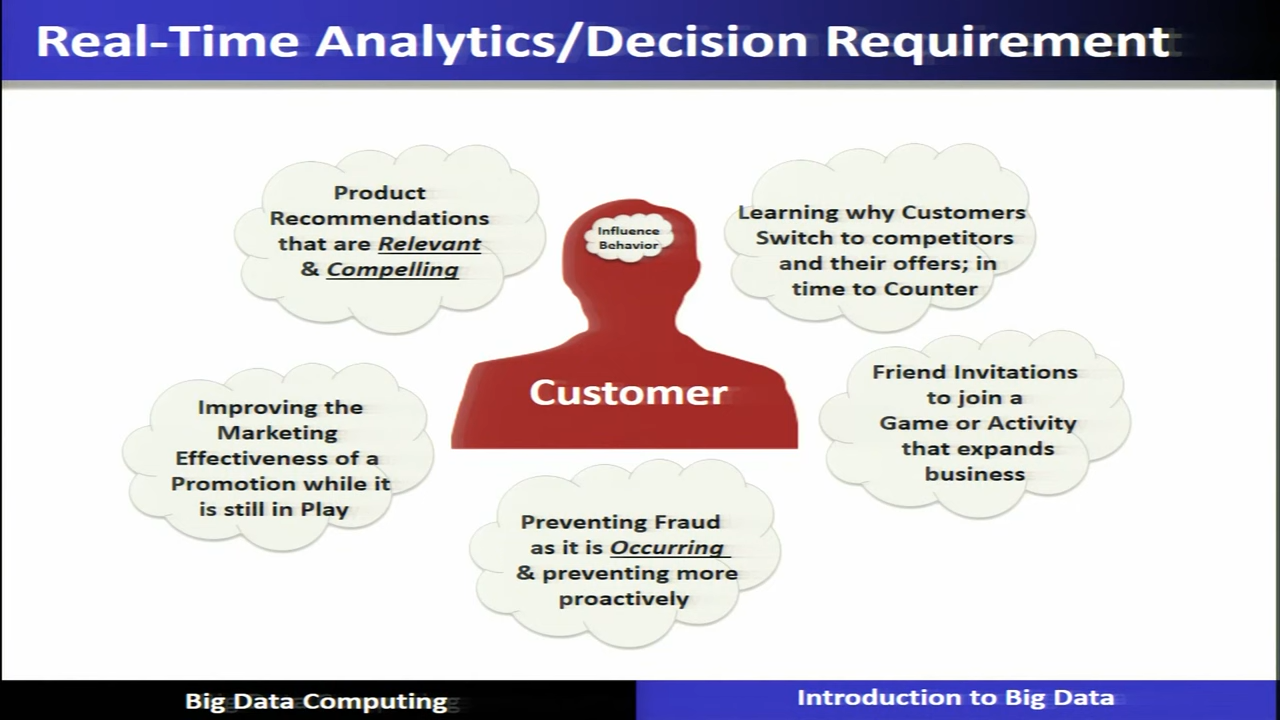 Real-Time Analytics/Decision Requirement
Product
Recommendations
that are Relevant
& Compelling
Influence
Behavior
Learning why Customers
Switch to competitors
and their offers; in
time to Counter
Customer
Improving the
Marketing
Effectiveness of a
Promotion while it
is still in Play
Friend Invitations
to join a
Game or Activity
that expands
business
Preventing Fraud
as it is Occurring
& preventing more
proactively
Big Data Computing
Introduction to Big Data